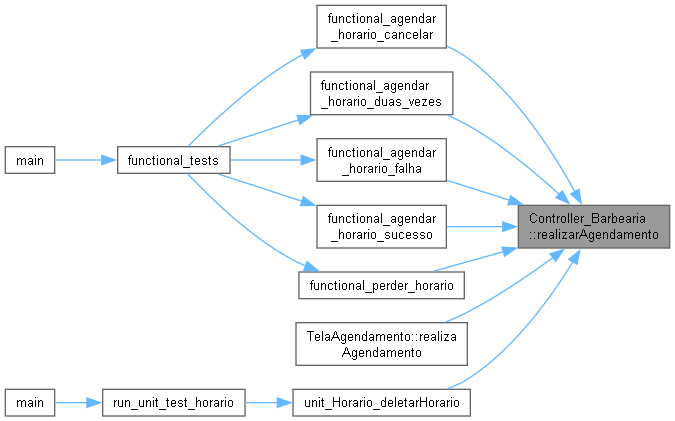 functional_agendar
_horario_cancelar
functional_agendar
_horario_duas_vezes
main
functional_tests
functional_agendar
_horario_falha
functional_agendar
_horario_sucesso
Controller_Barbearia
::realizarAgendamento
functional_perder_horario
TelaAgendamento::realiza
Agendamento
main
run_unit_test_horario
unit_Horario_deletarHorario